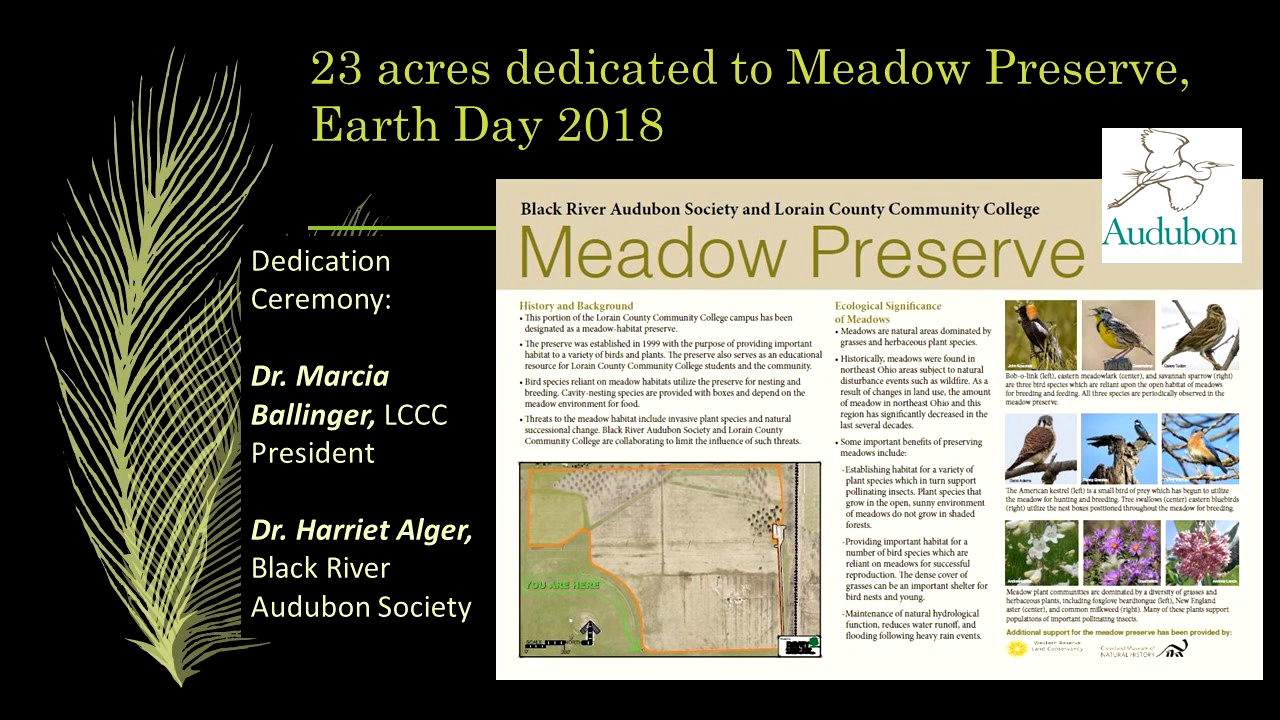 23 acres dedicated to Meadow Preserve,
Earth Day 2018
Audubon
Dedication
Ceremony:
Dr. Marcia
Ballinger, LCCC
President
Dr. Harriet Alger,
Black River
Audubon Society
Black River Audubon Society and Lorain County Community College
Meadow Preserve
History and Background
• This portion of the Lorain County Community College campus has been
designated as a meadow-habitat preserve.
• The preserve was established in 1999 with the purpose of providing important
habitat to a variety of birds and plants. The preserve also serves as an educational
resource for Lorain County Community College students and the community.
• Bird species reliant on meadow habitats utilize the preserve for nesting and
breeding. Cavity-nesting species are provided with boxes and depend on the
meadow environment for food.
• Threats to the meadow habitat include invasive plant species and natural
successional change. Black River Audubon Society and Lorain County
Community College are collaborating to limit the influence of such threats.
YOU ARE HERE
SCALE
NORTH
Ecological Significance
of Meadows
• Meadows are natural areas dominated by
grasses and herbaceous plant species.
• Historically, meadows were found in
northeast Ohio areas subject to natural
disturbance events such as wildfire. As a
result of changes in land use, the amount
of meadow in northeast Ohio and this
region has significantly decreased in the
last several decades.
• Some important benefits of preserving
meadows include:
-Establishing habitat for a variety of
plant species which in turn support
pollinating insects. Plant species that
grow in the open, sunny environment
of meadows do not grow in shaded
forests.
-Providing important habitat for a
number of bird species which are
reliant on meadows for successful
reproduction. The dense cover of
grasses can be an important shelter for
bird nests and young.
-Maintenance of natural hydrological
function, reduces water runoff, and
flooding following heavy rain events.
Bob-o-link (left), eastern meadowlark (center), and savannah sparrow (right)
are three bird species which are reliant upon the open habitat of meadows
for breeding and feeding. All three species are periodically observed in the
meadow preserve.
The American kestrel (left) is a small bird of prey which has begun to utilize
the meadow for hunting and breeding. Tree swallows (center) eastern bluebirds
(right) utilize the nest boxes positioned throughout the meadow for breeding.
Meadow plant communities are dominated by a diversity of grasses and
herbaceous plants, including foxglove beardtongue (left), New England
aster (center), and common milkweed (right). Many of these plants support
populations of important pollinating insects.
Additional support for the meadow preserve has been provided by:
Western Reserve
Land Conservancy
Cleveland Museum of
NATURAL HISTORY